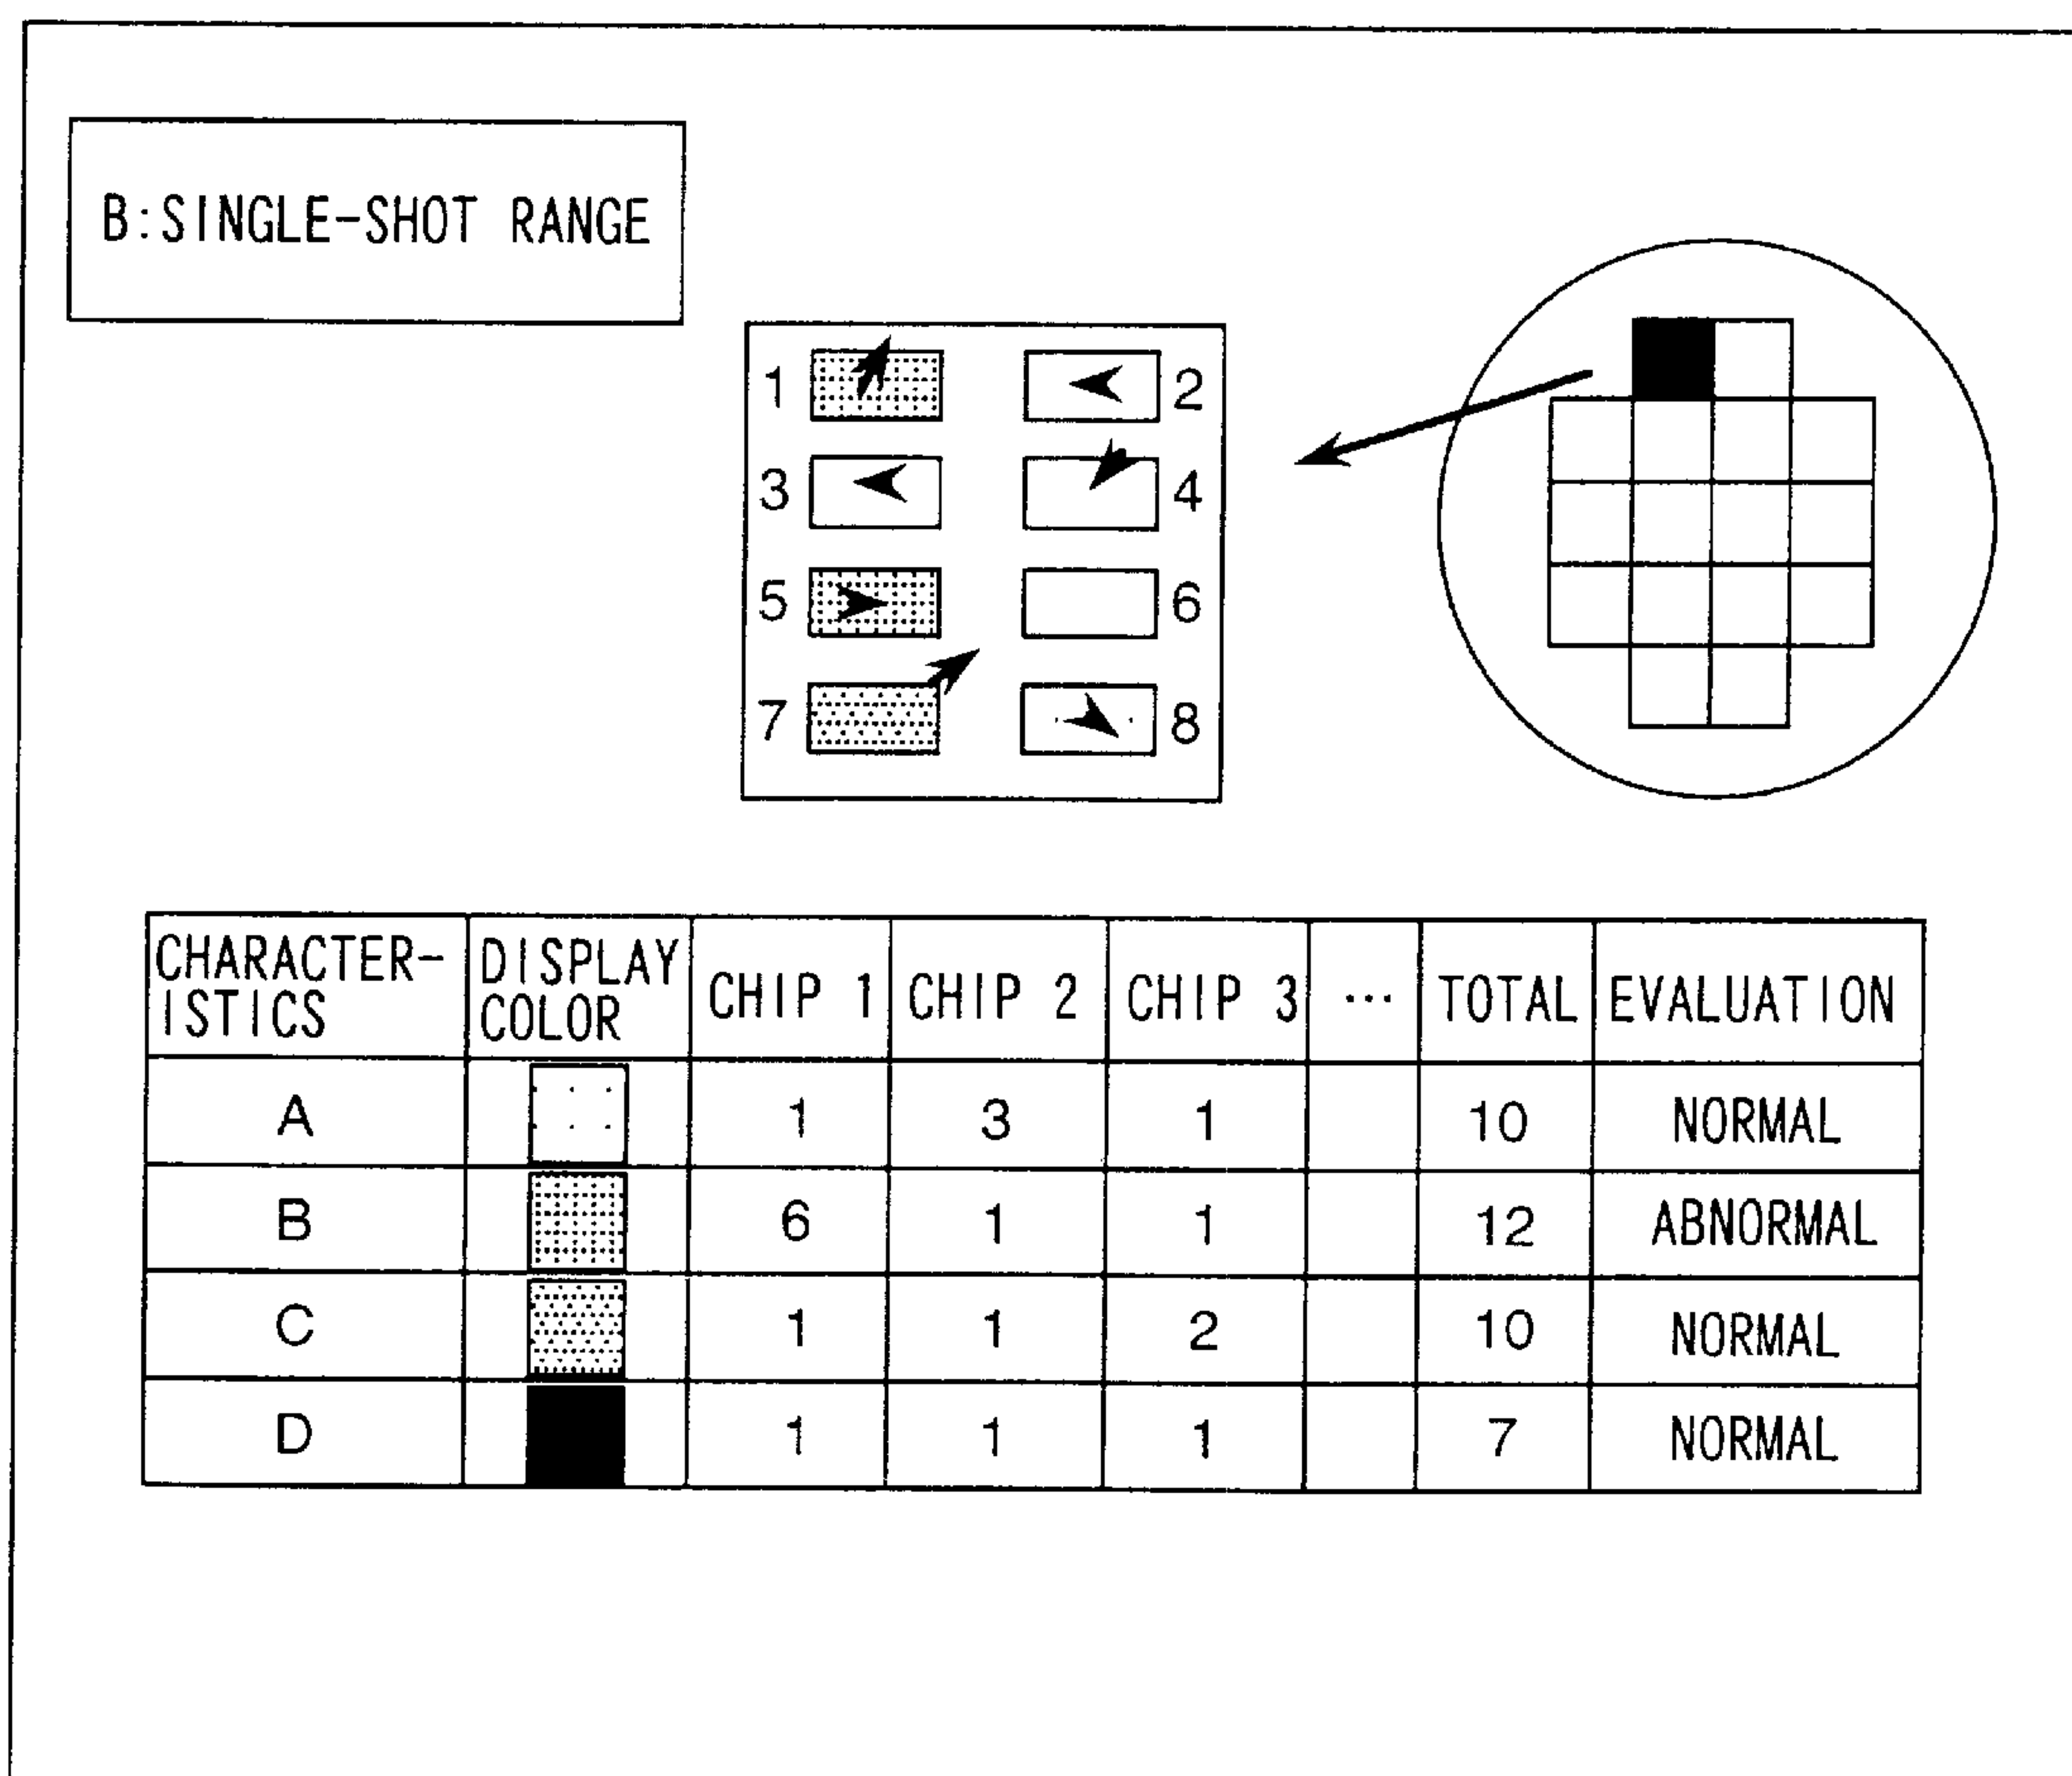 B:SINGLE-SHOT RANGE
1 2
3 4
5 6
7 8
CHARACTER-
ISTICS DISPLAY
COLOR CHIP 1 CHIP 2 CHIP 3 ... TOTAL EVALUATION
A 1 3 1 10 NORMAL
B 6 1 1 12 ABNORMAL
C 1 1 2 10 NORMAL
D 1 1 1 7 NORMAL